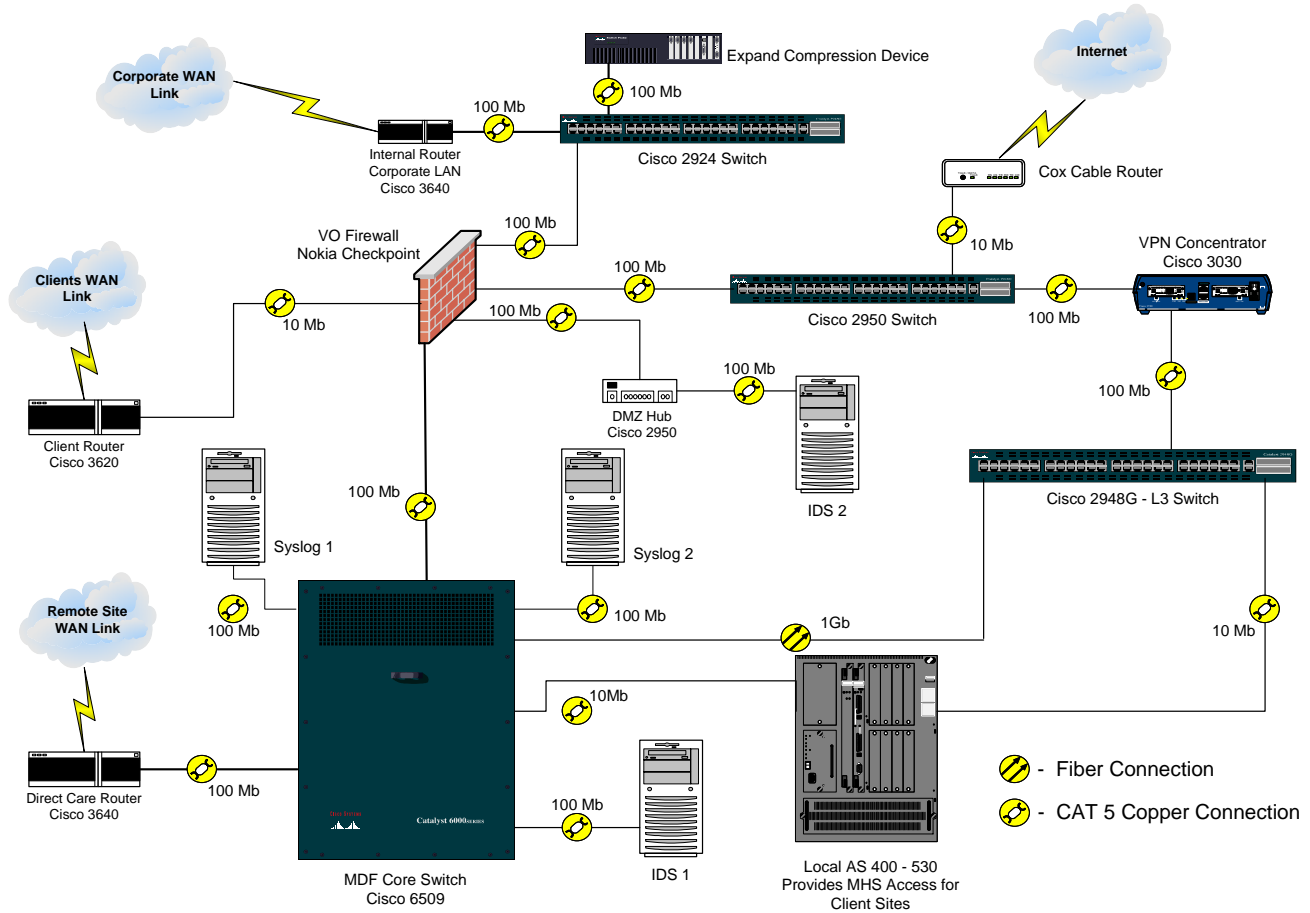 Expand Compression Device
Internet
Corporate WAN
Link
100 Mb
100 Mb
Internal Router
Corporate LAN
Cisco 3640
Cisco 2924 Switch
Cox Cable Router
100 Mb
10 Mb
VO Firewall
Nokia Checkpoint
VPN Concentrator
Cisco 3030
Clients WAN
Link
100 Mb
10 Mb
100 Mb
Cisco 2950 Switch
100 Mb
100 Mb
100 Mb
DMZ Hub
Cisco 2950
Client Router
Cisco 3620
Cisco 2948G - L3 Switch
100 Mb
IDS 2
Syslog 1
Syslog 2
Remote Site
WAN Link
100 Mb
100 Mb
1Gb
10 Mb
10Mb
100 Mb
Direct Care Router
Cisco 3640
100 Mb
Catalyst 6000SERIES
IDS 1
MDF Core Switch
Cisco 6509
Local AS 400 - 530
Provides MHS Access for
Client Sites
- Fiber Connection
- CAT 5 Copper Connection